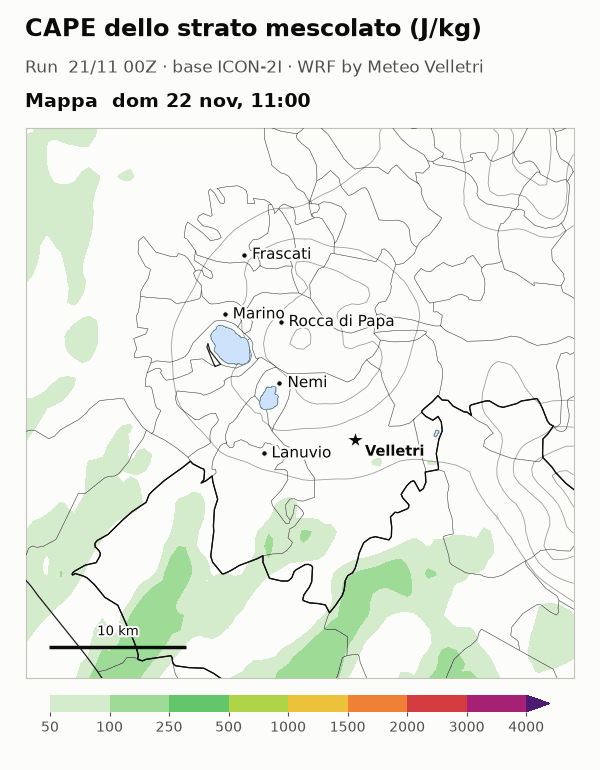 CAPE dello strato mescolato (J/kg)
Run 21/11 00Z · base ICON-2I · WRF by Meteo Velletri
Mappa dom 22 nov, 11:00
Frascati
Marino
Rocca di Papa
Nemi
Velletri
Lanuvio
10 km
50 100 250 500 1000 1500 2000 3000 4000